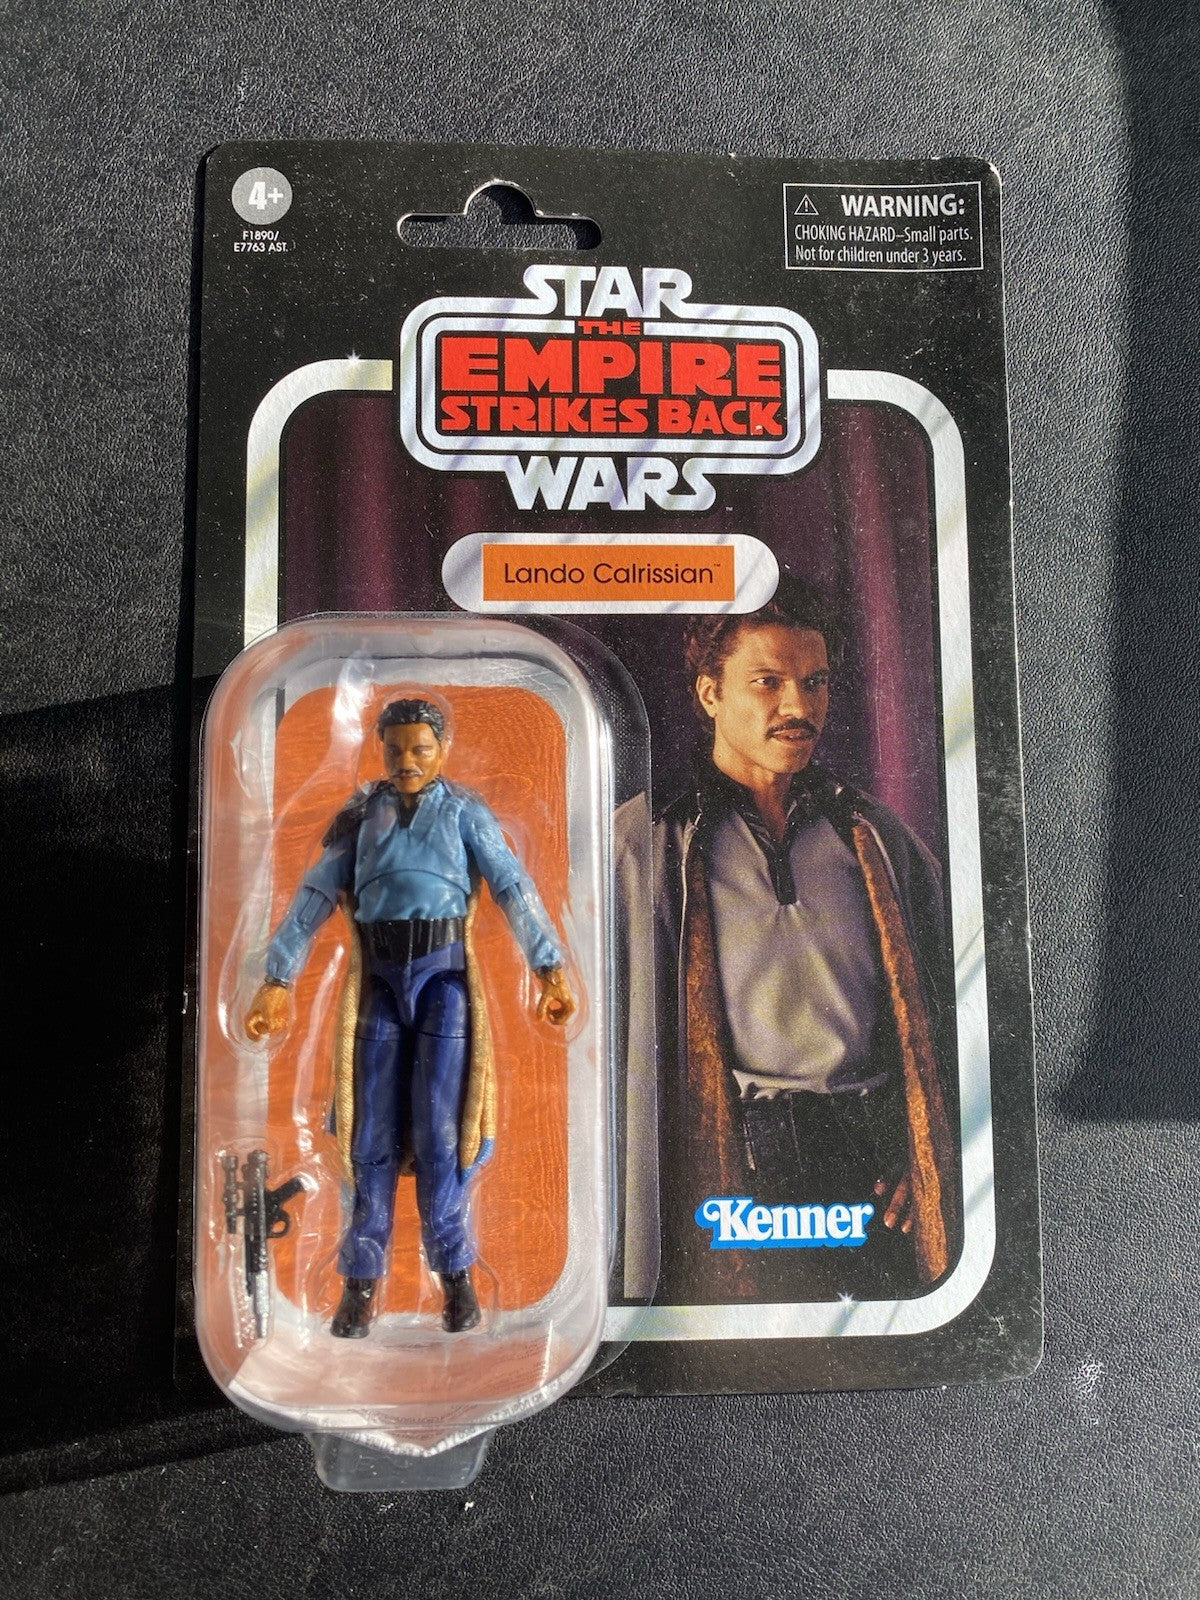 4+
F1890/
E7763 AST.
⚠ WARNING:
CHOKING HAZARD–Small parts.
Not for children under 3 years.
STAR
THE
EMPIRE
STRIKES BACK
WARS™
Lando Calrissian™
Kenner